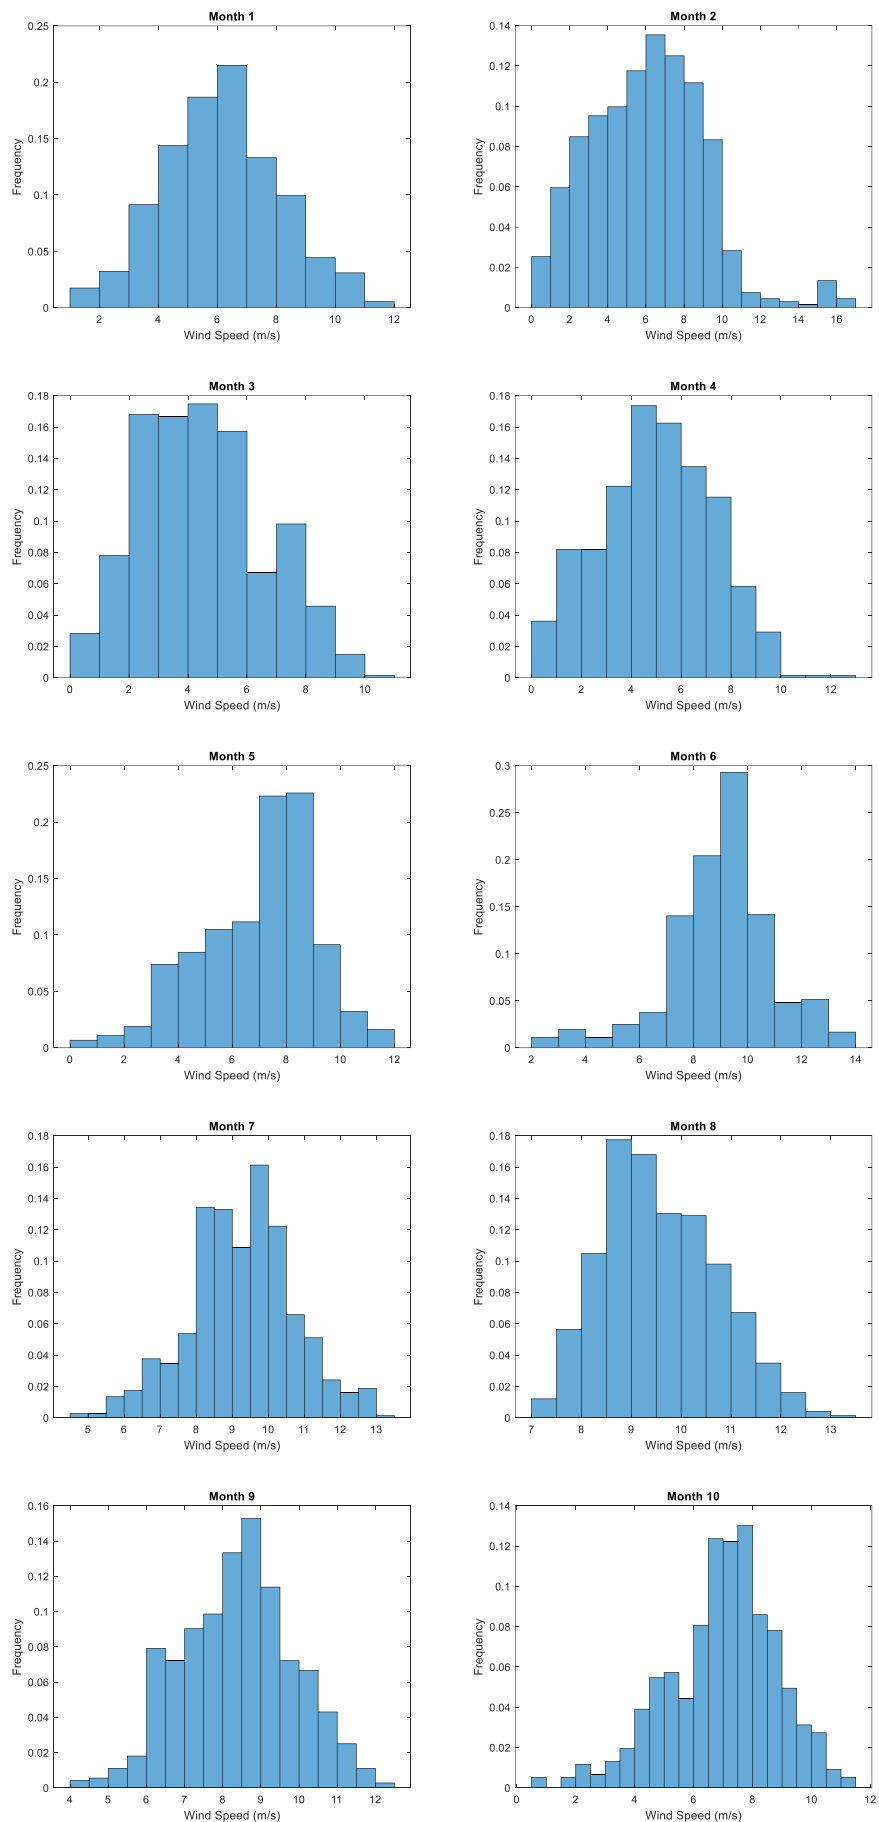 Month 1
0.25
0.2
0.15
0.1
0.05
0
Frequency
2 4 6 8 10 12
Wind Speed (m/s)
Month 2
0.14
0.12
0.1
0.08
0.06
0.04
0.02
0
Frequency
0 2 4 6 8 10 12 14 16
Wind Speed (m/s)
Month 3
0.18
0.16
0.14
0.12
0.1
0.08
0.06
0.04
0.02
0
Frequency
0 2 4 6 8 10
Wind Speed (m/s)
Month 4
0.18
0.16
0.14
0.12
0.1
0.08
0.06
0.04
0.02
0
Frequency
0 2 4 6 8 10 12
Wind Speed (m/s)
Month 5
0.25
0.2
0.15
0.1
0.05
0
Frequency
0 2 4 6 8 10 12
Wind Speed (m/s)
Month 6
0.3
0.25
0.2
0.15
0.1
0.05
0
Frequency
2 4 6 8 10 12 14
Wind Speed (m/s)
Month 7
0.18
0.16
0.14
0.12
0.1
0.08
0.06
0.04
0.02
0
Frequency
5 6 7 8 9 10 11 12 13
Wind Speed (m/s)
Month 8
0.18
0.16
0.14
0.12
0.1
0.08
0.06
0.04
0.02
0
Frequency
7 8 9 10 11 12 13
Wind Speed (m/s)
Month 9
0.16
0.14
0.12
0.1
0.08
0.06
0.04
0.02
0
Frequency
4 5 6 7 8 9 10 11 12
Wind Speed (m/s)
Month 10
0.14
0.12
0.1
0.08
0.06
0.04
0.02
0
Frequency
0 2 4 6 8 10 12
Wind Speed (m/s)